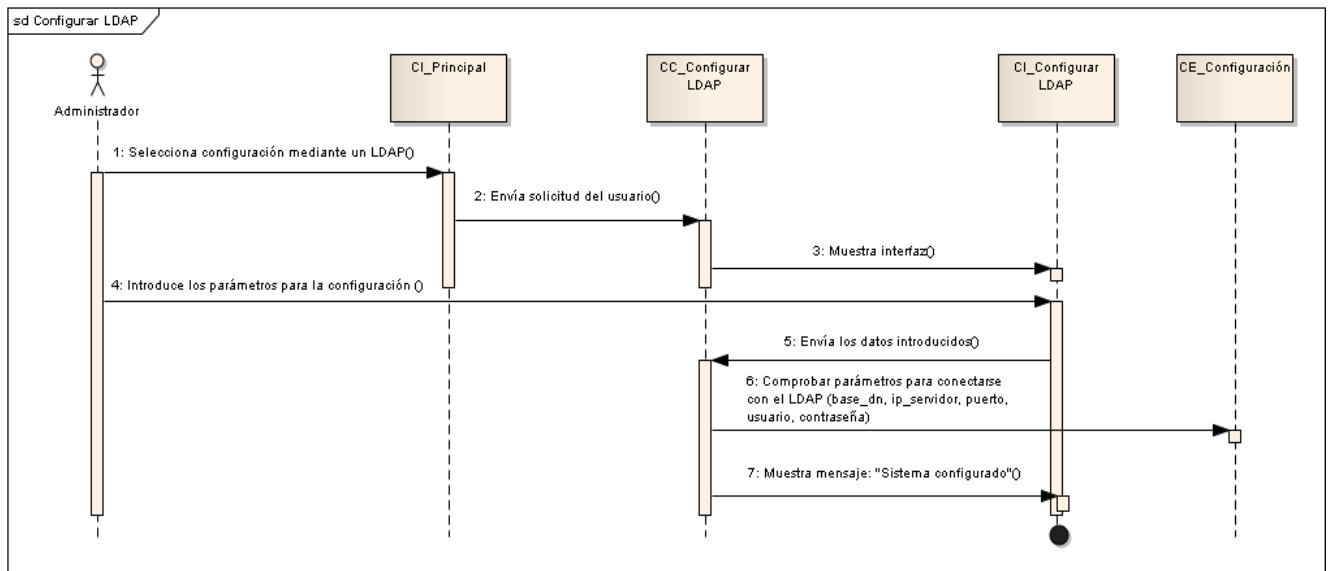 sd Configurar LDAP
Administrador
CI_Principal
CC_Configurar
LDAP
CI_Configurar
LDAP
CE_Configuración
1: Selecciona configuración mediante un LDAP()
2: Envía solicitud del usuario()
3: Muestra interfaz()
4: Introduce los parámetros para la configuración ()
5: Envía los datos introducidos()
6: Comprobar parámetros para conectarse
con el LDAP (base_dn, ip_servidor, puerto,
usuario, contraseña)
7: Muestra mensaje: "Sistema configurado"()